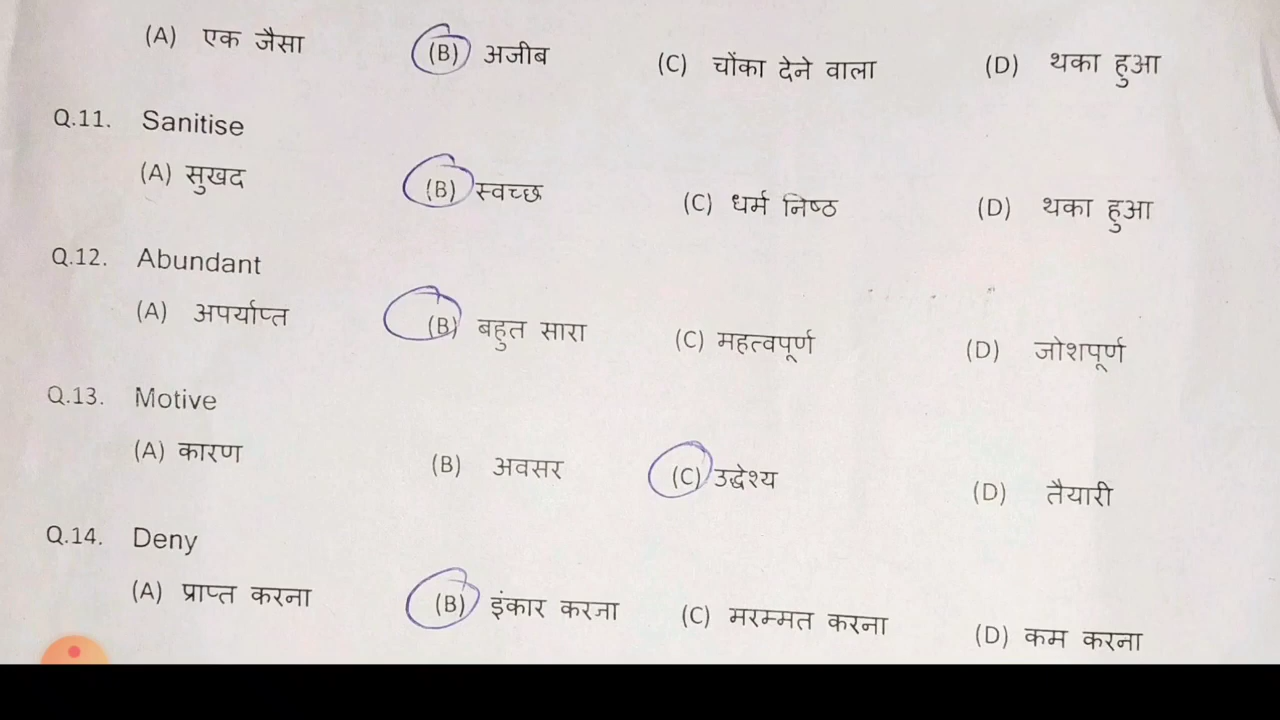 (A) एक जैसा (B) अजीब (C) चोंका देने वाला (D) थका हुआ
Q.11. Sanitise
(A) सुखद (B) स्वच्छ (C) धर्म निष्ठ (D) थका हुआ
Q.12. Abundant
(A) अपर्याप्त (B) बहुत सारा (C) महत्वपूर्ण (D) जोशपूर्ण
Q.13. Motive
(A) कारण (B) अवसर (C) उद्धेश्य (D) तैयारी
Q.14. Deny
(A) प्राप्त करना (B) इंकार करना (C) मरम्मत करना (D) कम करना